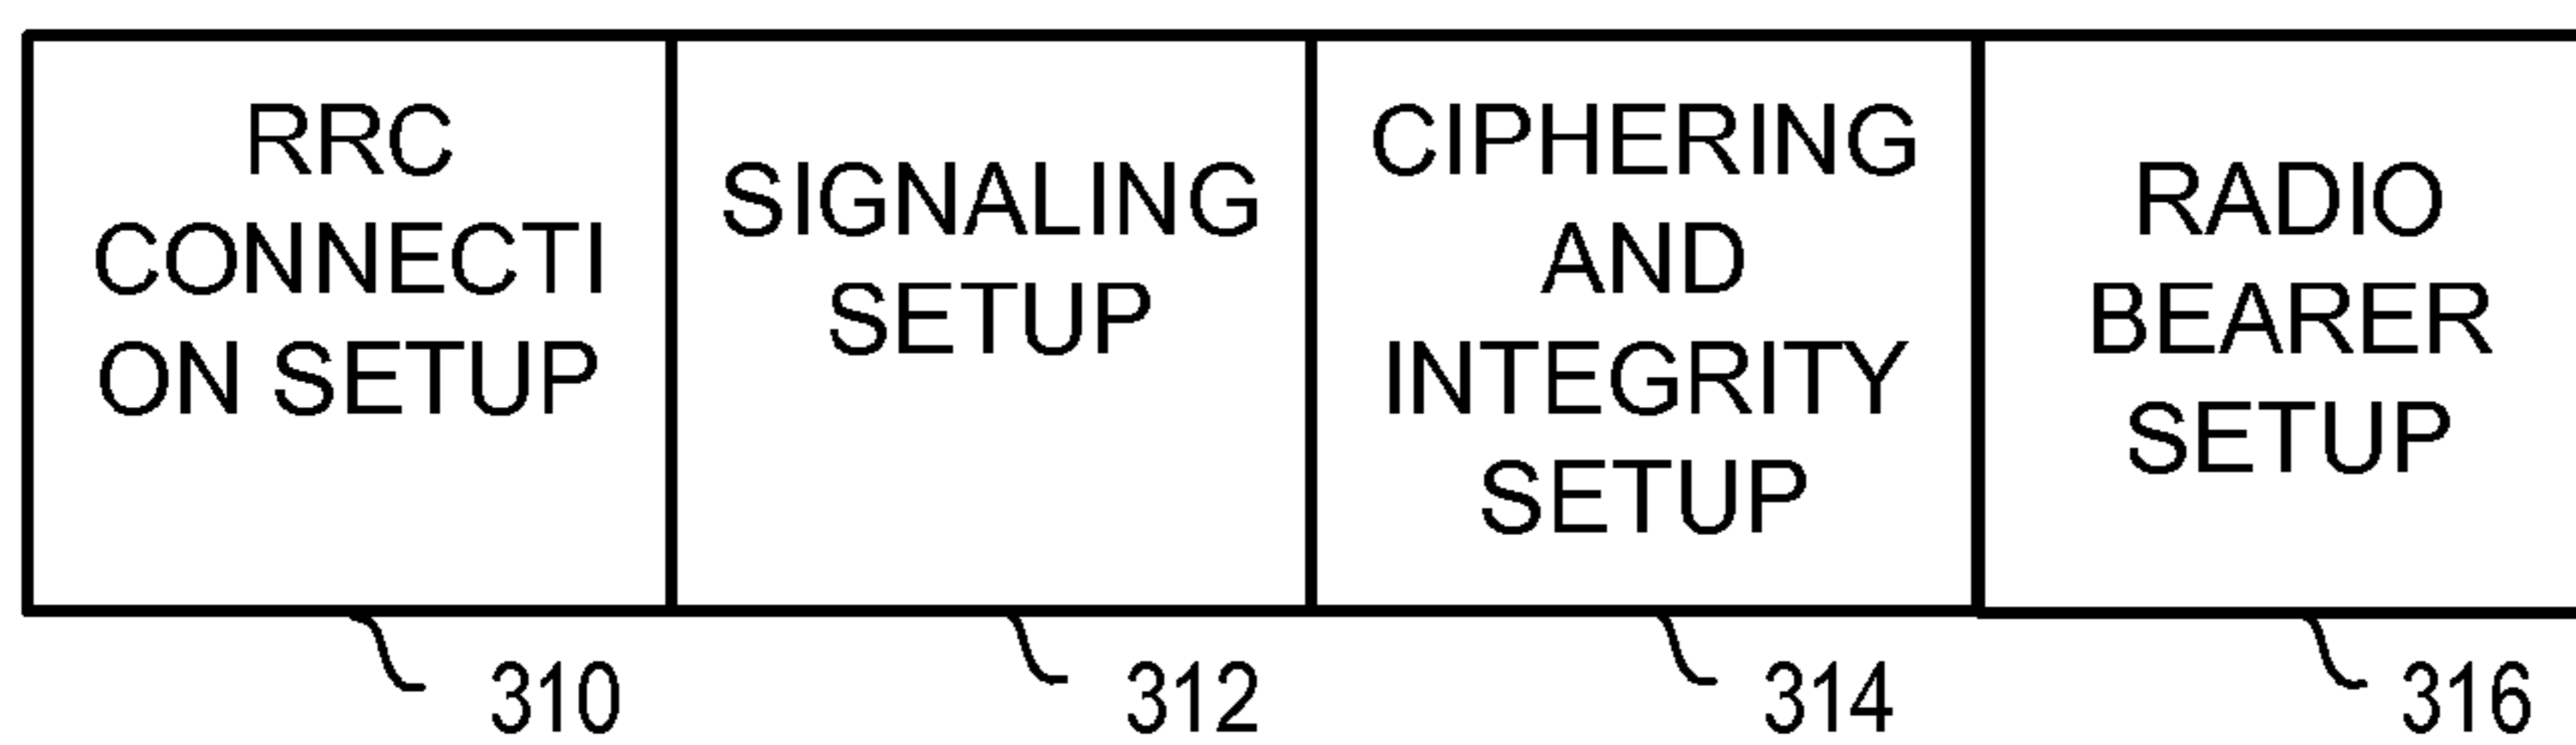 RRC
CONNECTI
ON SETUP
SIGNALING
SETUP
CIPHERING
AND
INTEGRITY
SETUP
RADIO
BEARER
SETUP
310
312
314
316